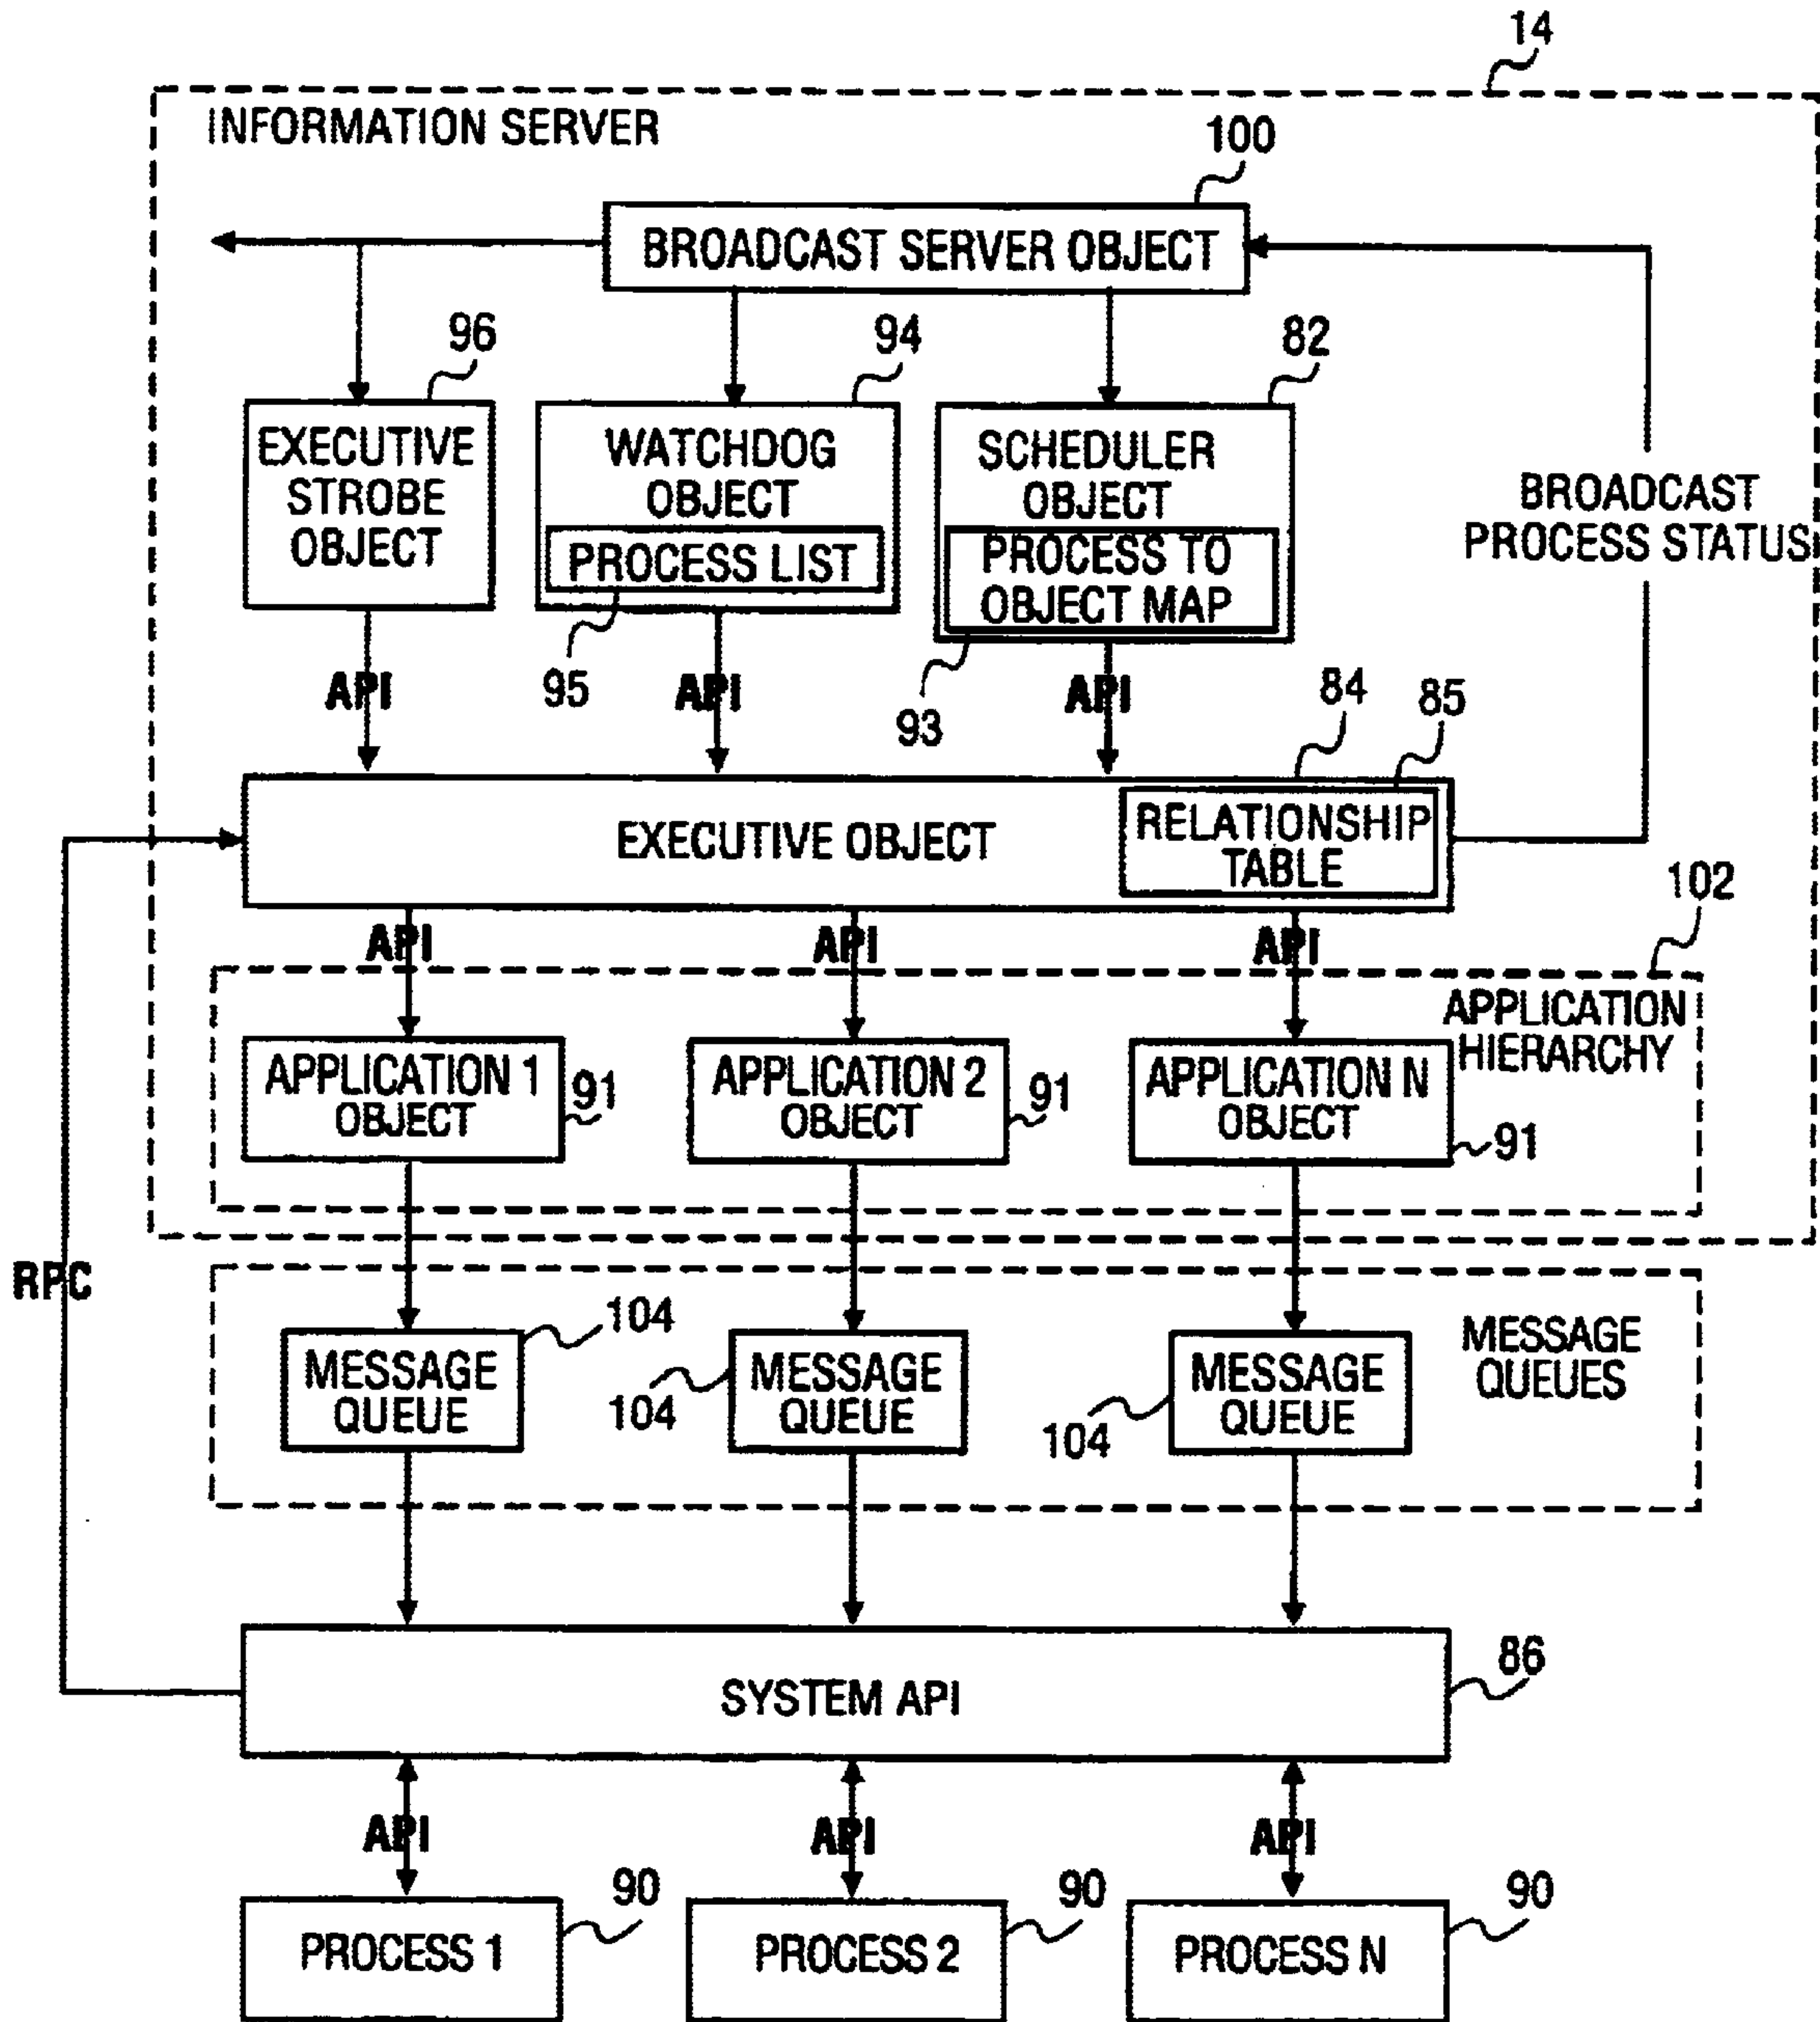 14
INFORMATION SERVER
100
BROADCAST SERVER OBJECT
96
94
82
EXECUTIVE
STROBE
OBJECT
WATCHDOG
OBJECT
PROCESS LIST
SCHEDULER
OBJECT
PROCESS TO
OBJECT MAP
BROADCAST
PROCESS STATUS
API
95
API
93
API
84
85
EXECUTIVE OBJECT
RELATIONSHIP
TABLE
102
API
API
API
APPLICATION
HIERARCHY
APPLICATION 1
OBJECT
91
APPLICATION 2
OBJECT
91
APPLICATION N
OBJECT
91
RPC
104
MESSAGE
QUEUE
104
MESSAGE
QUEUE
104
MESSAGE
QUEUE
MESSAGE
QUEUES
SYSTEM API
86
API
API
API
90
90
90
PROCESS 1
PROCESS 2
PROCESS N